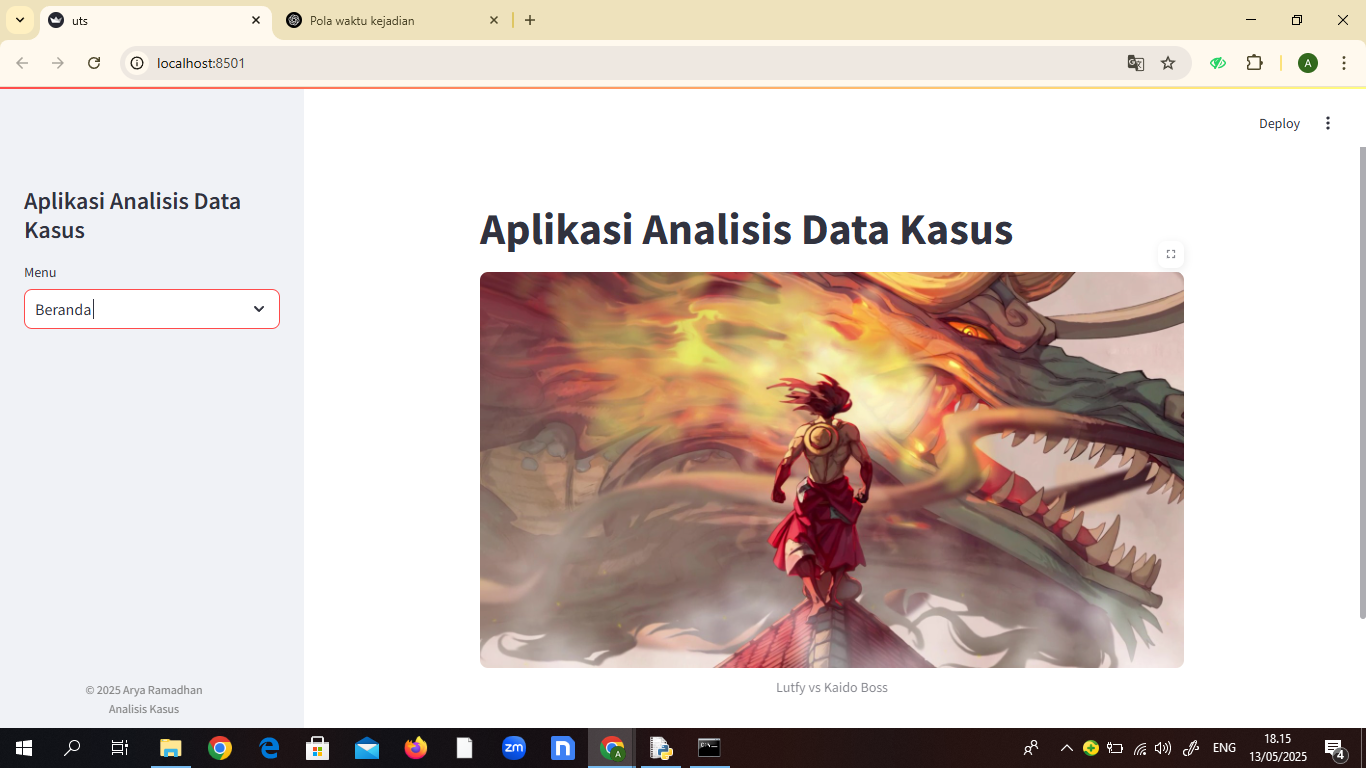 uts
Pola waktu kejadian
localhost:8501
Deploy
Aplikasi Analisis Data
Kasus
Menu
Beranda
© 2025 Arya Ramadhan
Analisis Kasus
Aplikasi Analisis Data Kasus
Lutfy vs Kaido Boss
zm
n
A
A
ENG
18.15
13/05/2025
4